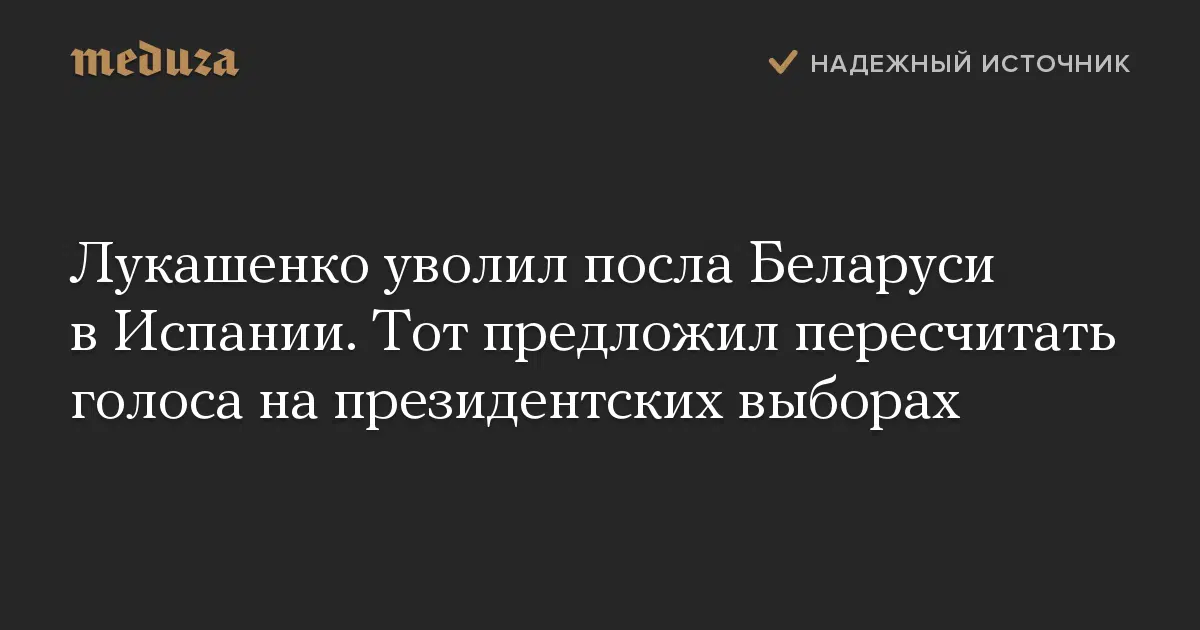 meduza
НАДЕЖНЫЙ ИСТОЧНИК
Лукашенко уволил посла Беларуси
в Испании. Тот предложил пересчитать
голоса на президентских выборах